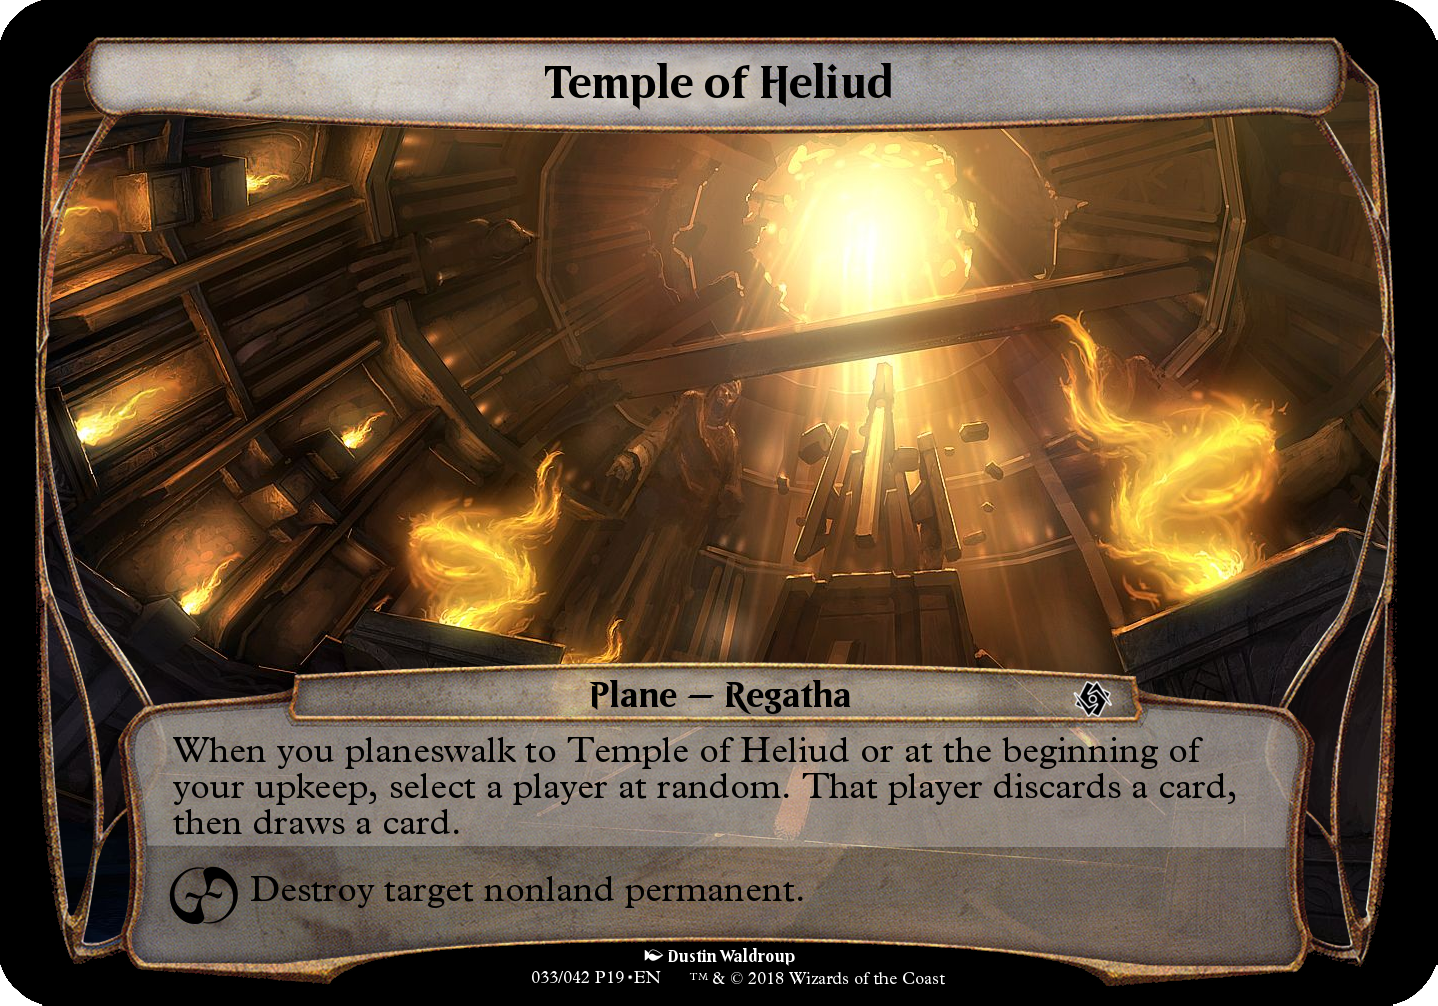 Temple of Heliud
Plane — Regatha
When you planeswalk to Temple of Heliud or at the beginning of
your upkeep, select a player at random. That player discards a card,
then draws a card.
Destroy target nonland permanent.
Dustin Waldroup
033/042 P19•EN ™ & © 2018 Wizards of the Coast